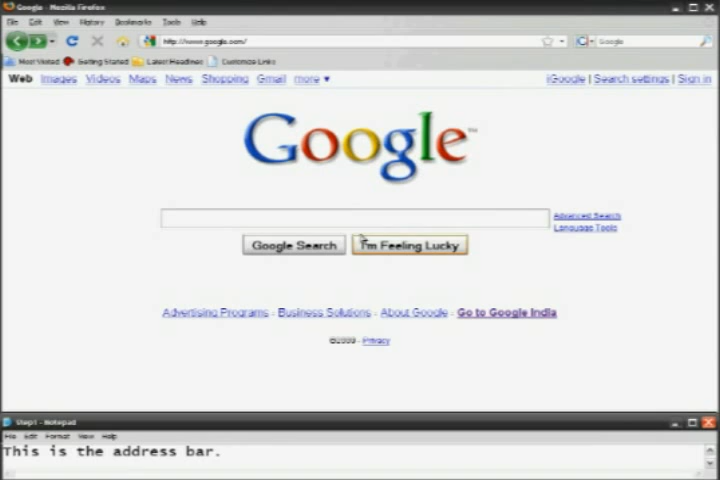 Google - Mozilla Firefox
File Edit View History Bookmarks Tools Help
http://www.google.com/ Google
Most Visited Getting Started Latest Headlines Customize Links
Web Images Videos Maps News Shopping Gmail more ▼ iGoogle | Search settings | Sign in
Google™
Advanced Search
Language Tools
Google Search I'm Feeling Lucky
Advertising Programs - Business Solutions - About Google - Go to Google India
©2009 - Privacy
Step1 - Notepad
File Edit Format View Help
This is the address bar.